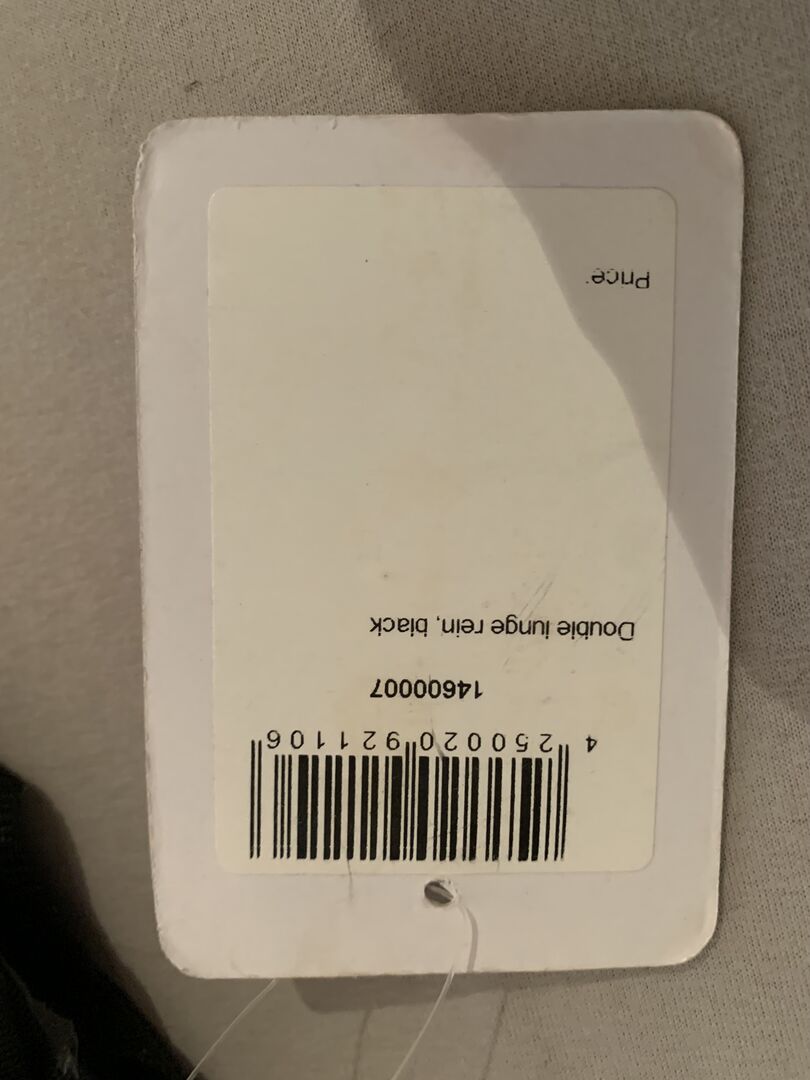 4 250020 921106
14600007
Double lunge rein, black
Price: